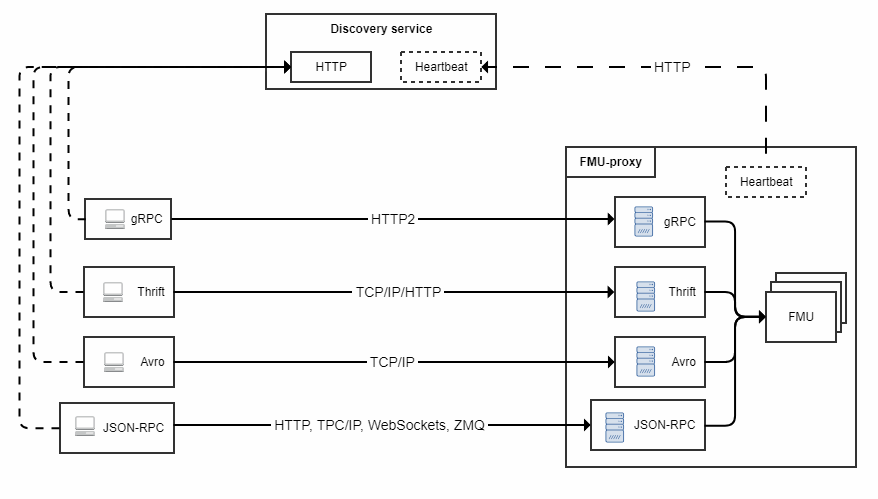 Discovery service
HTTP
Heartbeat
HTTP
FMU-proxy
Heartbeat
gRPC
HTTP2
gRPC
Thrift
TCP/IP/HTTP
Thrift
FMU
Avro
TCP/IP
Avro
JSON-RPC
HTTP, TPC/IP, WebSockets, ZMQ
JSON-RPC